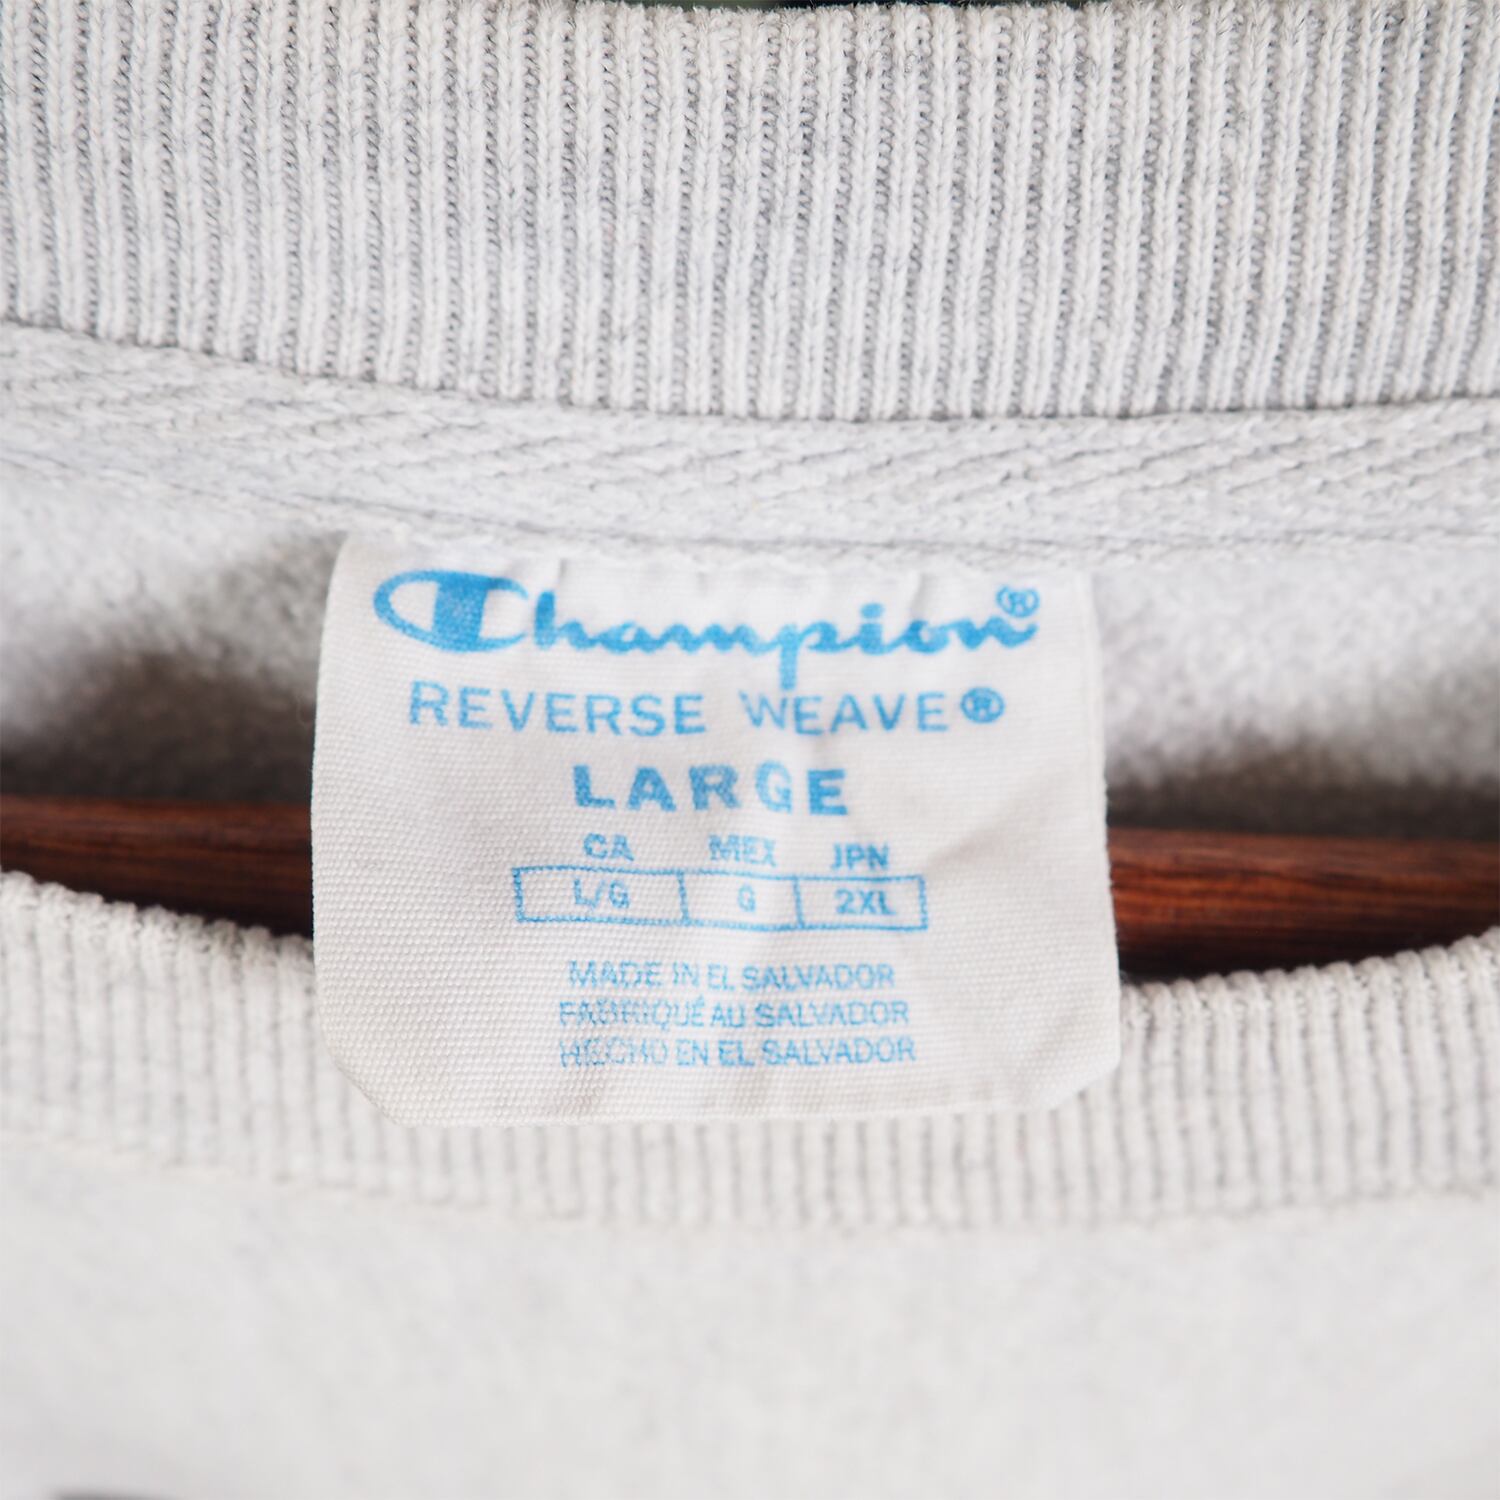 Champion®
REVERSE WEAVE®
LARGE
CA MEX JPN
L/G G 2XL
MADE IN EL SALVADOR
FABRIQUÉ AU SALVADOR
HECHO EN EL SALVADOR